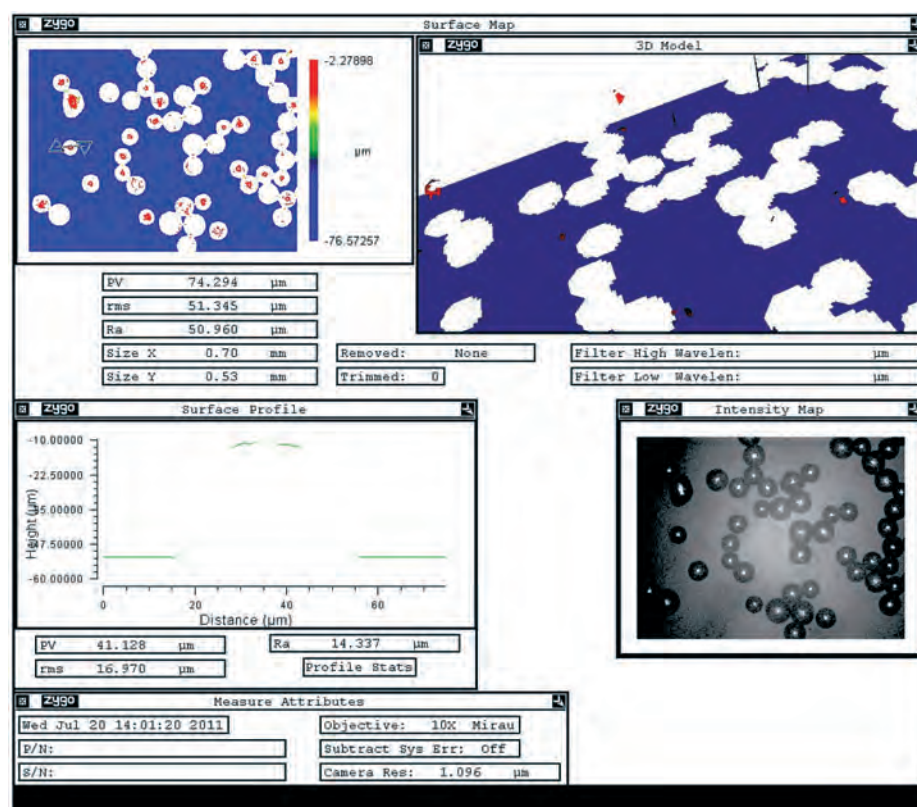 zygo Surface Map
-2.27898
μm
-76.57257
zygo 3D Model
PV 74.294 μm
rms 51.345 μm
Ra 50.960 μm
Size X 0.70 mm
Size Y 0.53 mm
Removed: None
Trimmed: 0
Filter High Wavelen: μm
Filter Low Wavelen: μm
zygo Surface Profile
Height (μm)
-10.00000
-22.50000
-35.00000
-47.50000
-60.00000
0 20 40 60
Distance (μm)
PV 41.128 μm
rms 16.970 μm
Ra 14.337 μm
Profile Stats
zygo Intensity Map
zygo Measure Attributes
Wed Jul 20 14:01:20 2011
P/N:
S/N:
Objective: 10X Mirau
Subtract Sys Err: Off
Camera Res: 1.096 μm